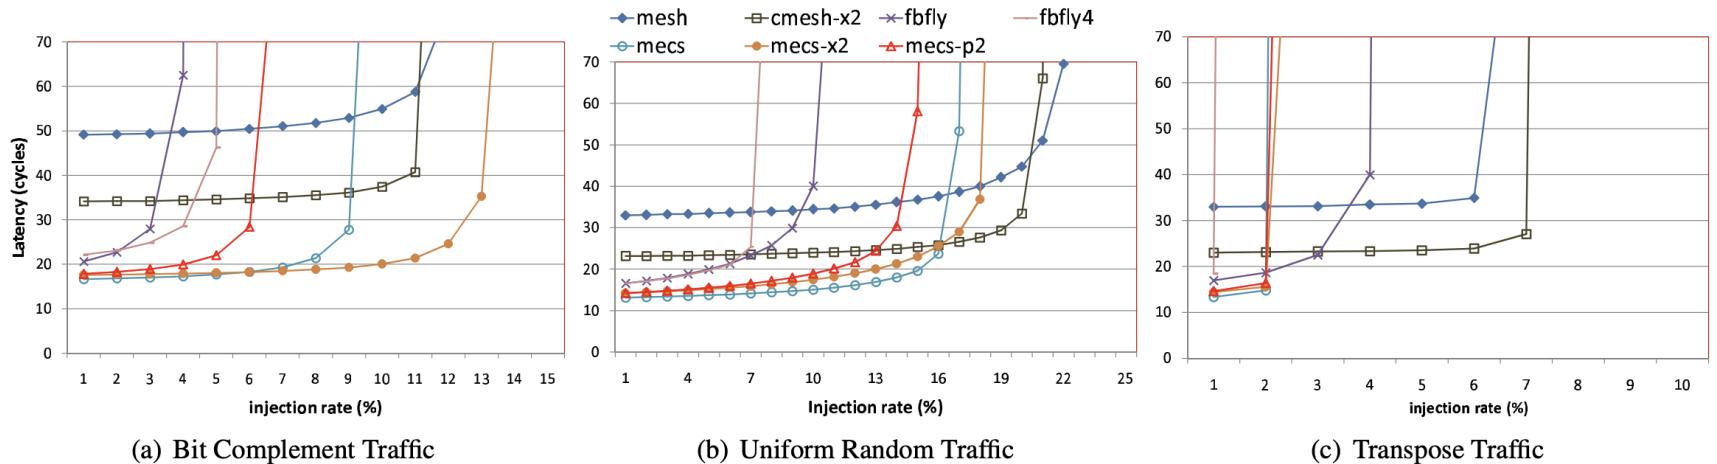 mesh cmesh-x2 fbfly fbfly4
mecs mecs-x2 mecs-p2
Latency (cycles)
70
60
50
40
30
20
10
0
1 2 3 4 5 6 7 8 9 10 11 12 13 14 15
injection rate (%)
(a) Bit Complement Traffic
70
60
50
40
30
20
10
0
1 4 7 10 13 16 19 22 25
Injection rate (%)
(b) Uniform Random Traffic
70
60
50
40
30
20
10
0
1 2 3 4 5 6 7 8 9 10
injection rate (%)
(c) Transpose Traffic